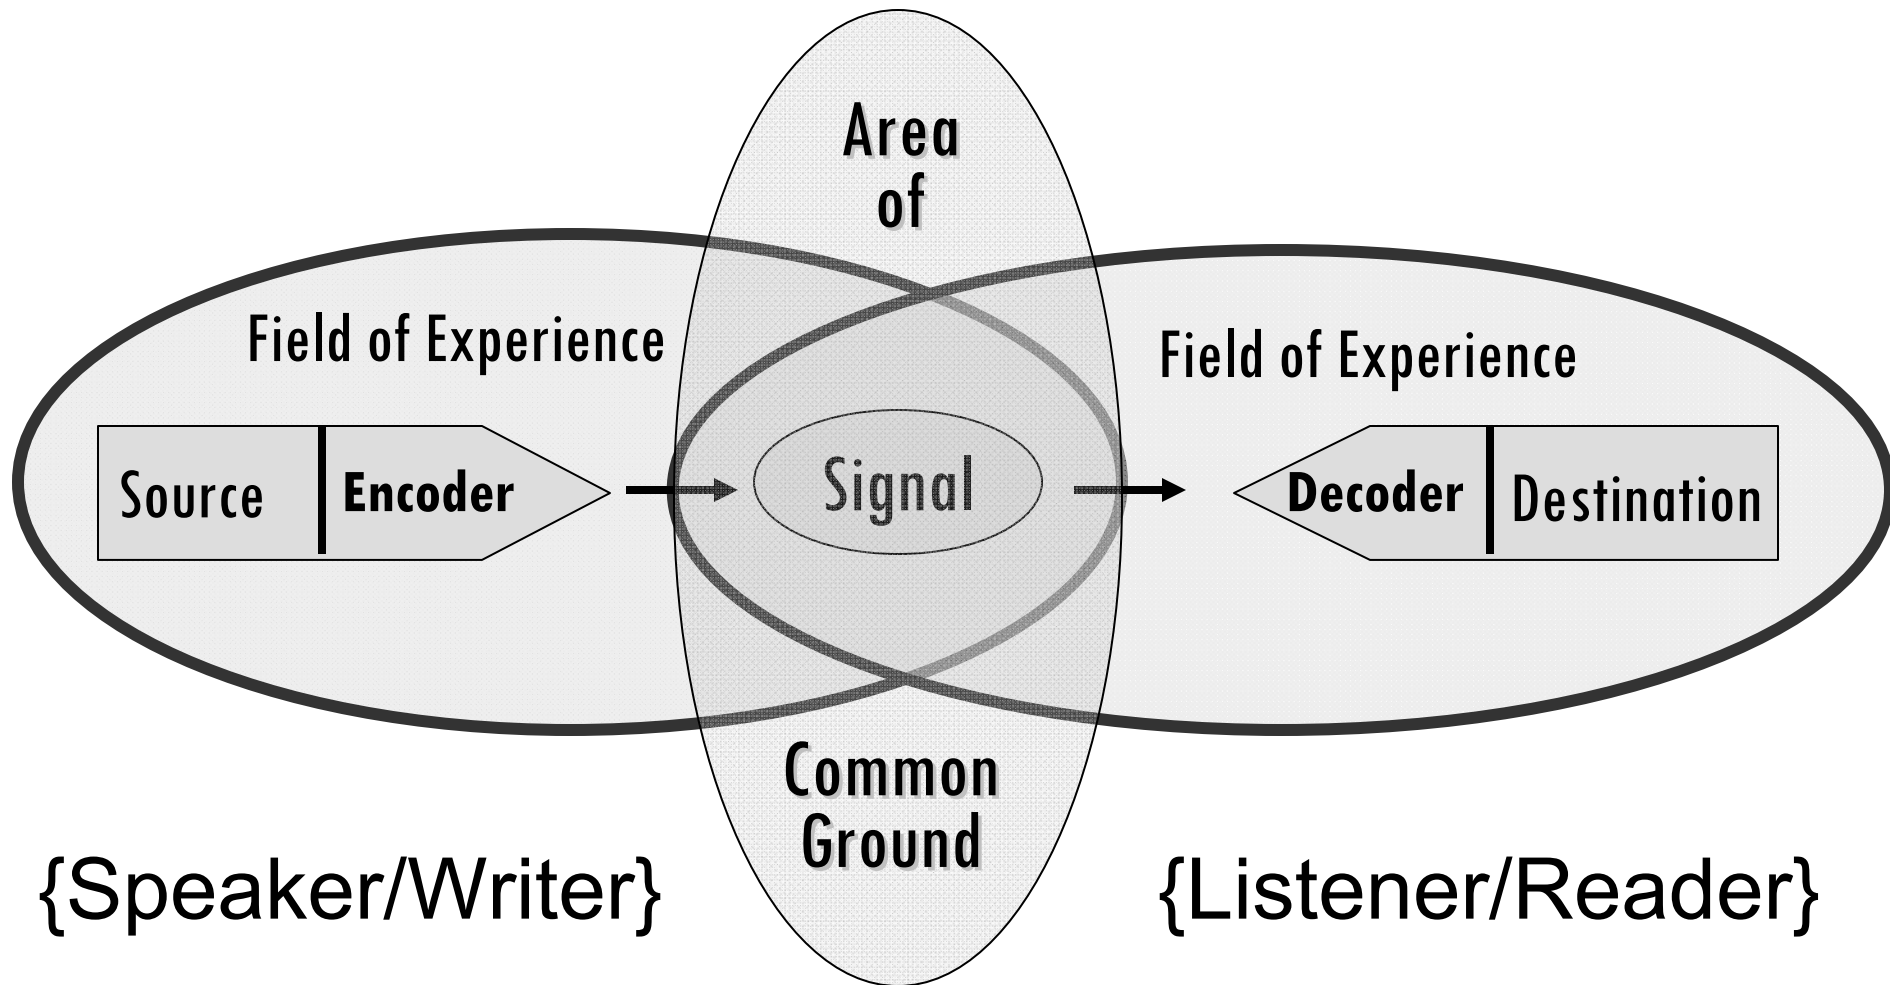 Area
of
Field of Experience
Field of Experience
Source
Encoder
Signal
Decoder
Destination
Common
Ground
{Speaker/Writer}
{Listener/Reader}